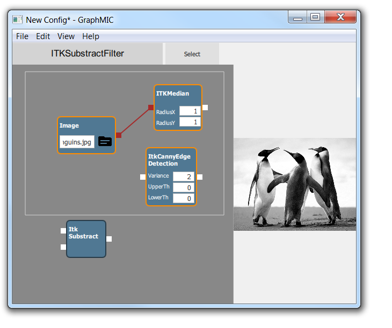 New Config* - GraphMIC
File Edit View Help
ITKSubstractFilter Select
ITKMedian
RadiusX 1
RadiusY 1
Image
iguins.jpg
ItkCannyEdge
Detection
Variance 2
UpperTh 0
LowerTh 0
Itk
Substract